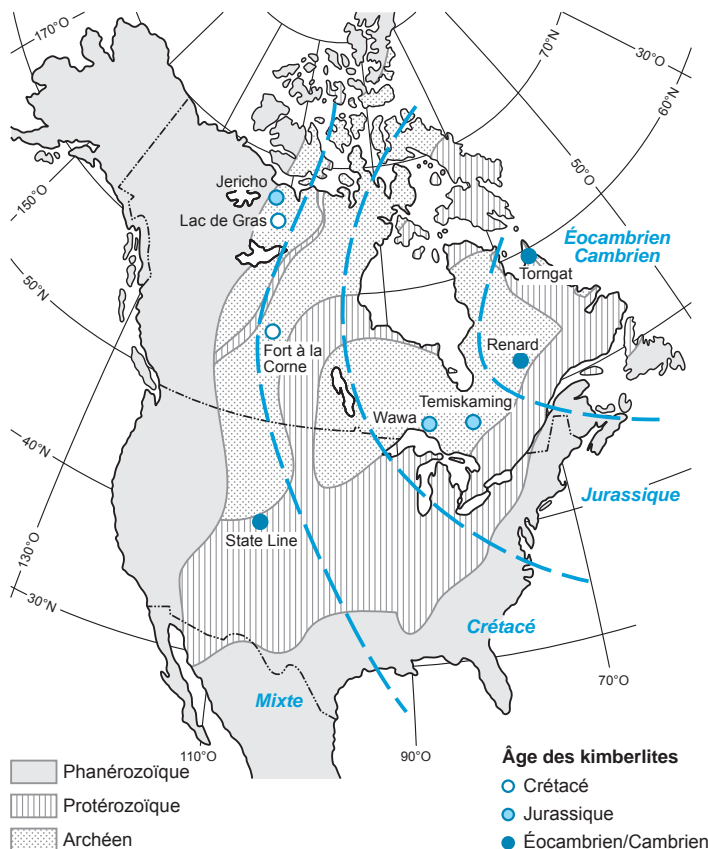 170°O
70°N
30°O
60°N
50°O
150°O
Jericho
Lac de Gras
Éocambrien
Cambrien
Torngat
50°N
Renard
Fort à la
Corne
Temiskaming
Wawa
40°N
Jurassique
State Line
130°O
30°N
Crétacé
70°O
Mixte
110°O
90°O
Phanérozoïque
Protérozoïque
Archéen
Âge des kimberlites
Crétacé
Jurassique
Éocambrien/Cambrien